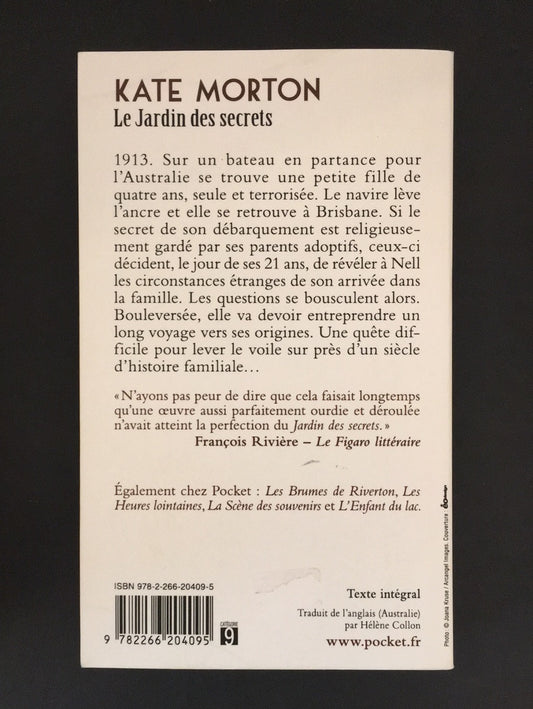 KATE MORTON
Le Jardin des secrets
1913. Sur un bateau en partance pour
l'Australie se trouve une petite fille de
quatre ans, seule et terrorisée. Le navire lève
l'ancre et elle se retrouve à Brisbane. Si le
secret de son débarquement est religieuse-
ment gardé par ses parents adoptifs, ceux-ci
décident, le jour de ses 21 ans, de révéler à Nell
les circonstances étranges de son arrivée dans
la famille. Les questions se bousculent alors.
Bouleversée, elle va devoir entreprendre un
long voyage vers ses origines. Une quête dif-
ficile pour lever le voile sur près d'un siècle
d'histoire familiale…
« N'ayons pas peur de dire que cela faisait longtemps
qu'une œuvre aussi parfaitement ourdie et déroulée
n'avait atteint la perfection du Jardin des secrets. »
François Rivière – Le Figaro littéraire
Également chez Pocket : Les Brumes de Riverton, Les
Heures lointaines, La Scène des souvenirs et L'Enfant du lac.
ISBN 978-2-266-20409-5
9 782266 204095
CATÉGORIE
9
Texte intégral
Traduit de l'anglais (Australie)
par Hélène Collon
www.pocket.fr
Photo : © Joana Kruse / Arcangel Images. Couverture :